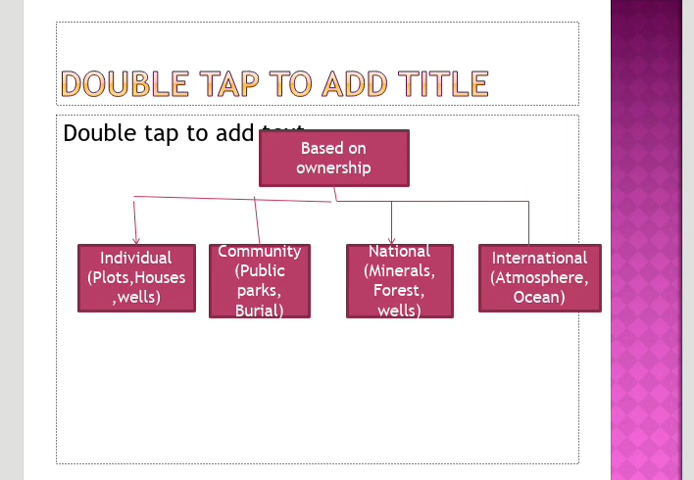 DOUBLE TAP TO ADD TITLE
Double tap to add text
Based on
ownership
Individual
(Plots,Houses
,wells)
Community
(Public
parks,
Burial)
National
(Minerals,
Forest,
wells)
International
(Atmosphere,
Ocean)